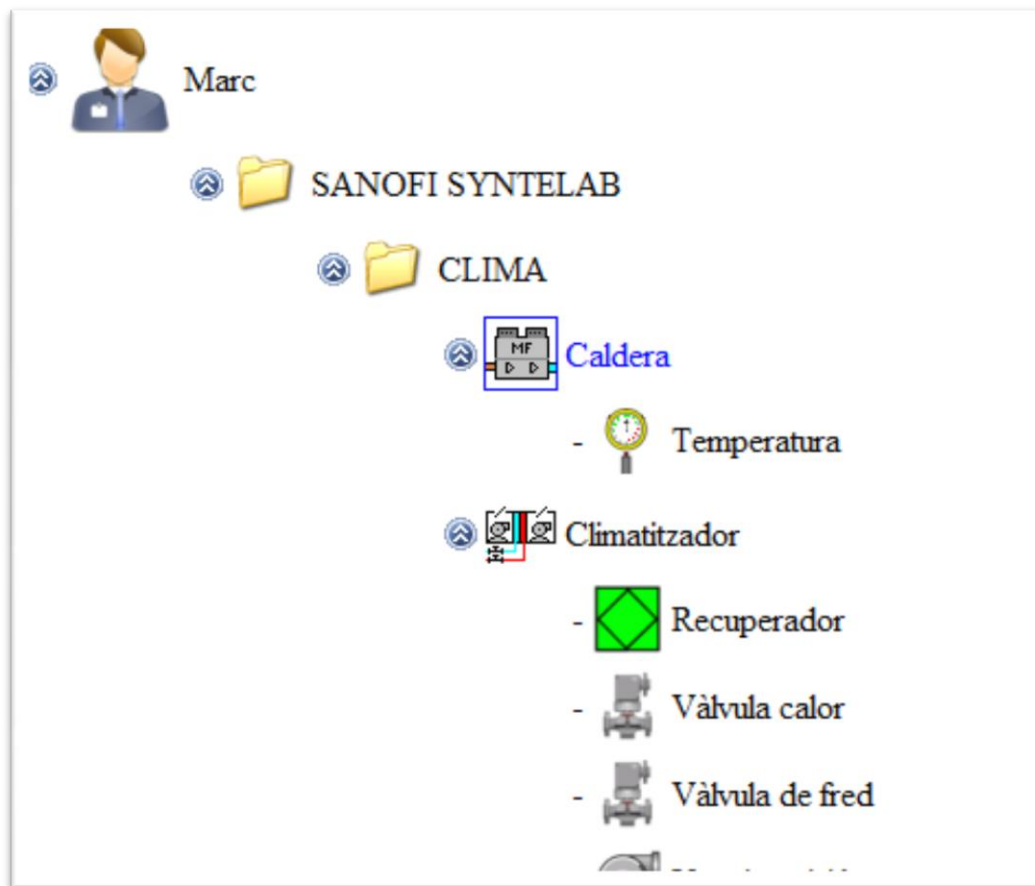 Marc
SANOFI SYNTELAB
CLIMA
MF
Caldera
- Temperatura
Climatitzador
- Recuperador
- Vàlvula calor
- Vàlvula de fred